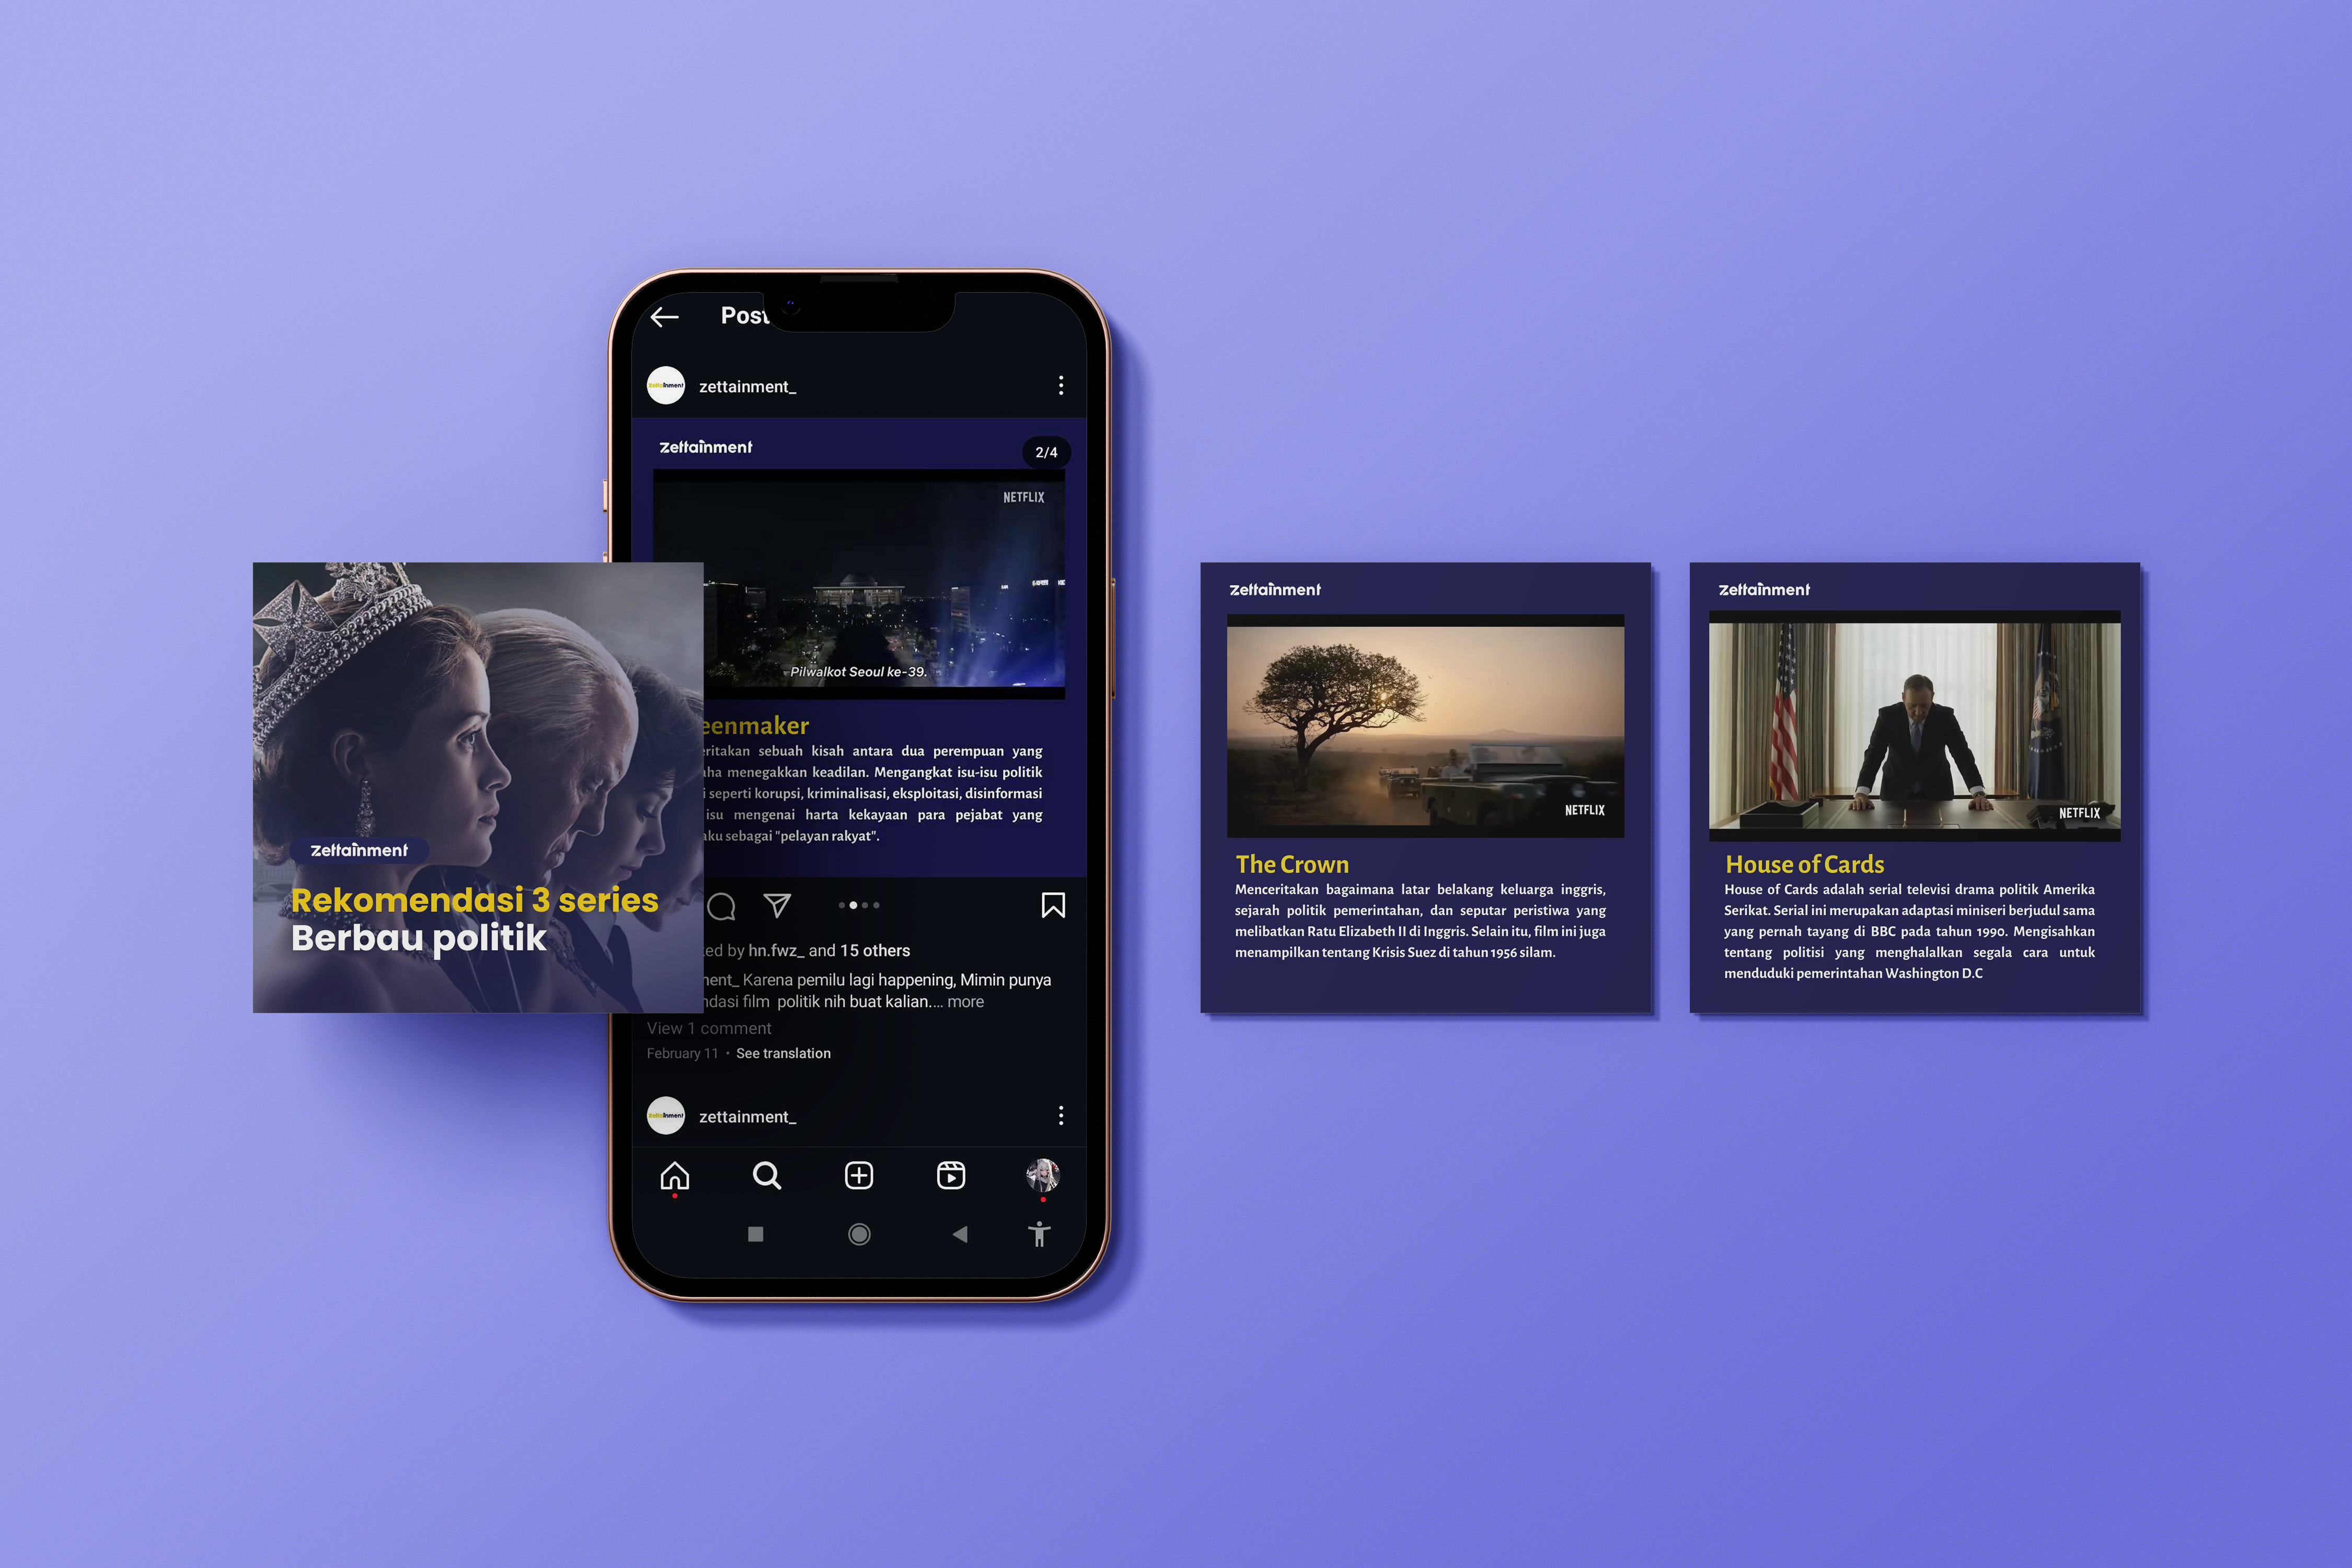 Post
zettainment_
zettainment
2/4
NETFLIX
Pilwalkot Seoul ke-39.
eenmaker
eritakan sebuah kisah antara dua perempuan yang
aha menegakkan keadilan. Mengangkat isu-isu politik
i seperti korupsi, kriminalisasi, eksploitasi, disinformasi
isu mengenai harta kekayaan para pejabat yang
aku sebagai "pelayan rakyat".
ed by hn.fwz_ and 15 others
ment_ Karena pemilu lagi happening, Mimin punya
ndasi film politik nih buat kalian.... more
View 1 comment
February 11 • See translation
zettainment_
zettainment
Rekomendasi 3 series
Berbau politik
zettainment
NETFLIX
The Crown
Menceritakan bagaimana latar belakang keluarga inggris,
sejarah politik pemerintahan, dan seputar peristiwa yang
melibatkan Ratu Elizabeth II di Inggris. Selain itu, film ini juga
menampilkan tentang Krisis Suez di tahun 1956 silam.
zettainment
NETFLIX
House of Cards
House of Cards adalah serial televisi drama politik Amerika
Serikat. Serial ini merupakan adaptasi miniseri berjudul sama
yang pernah tayang di BBC pada tahun 1990. Mengisahkan
tentang politisi yang menghalalkan segala cara untuk
menduduki pemerintahan Washington D.C